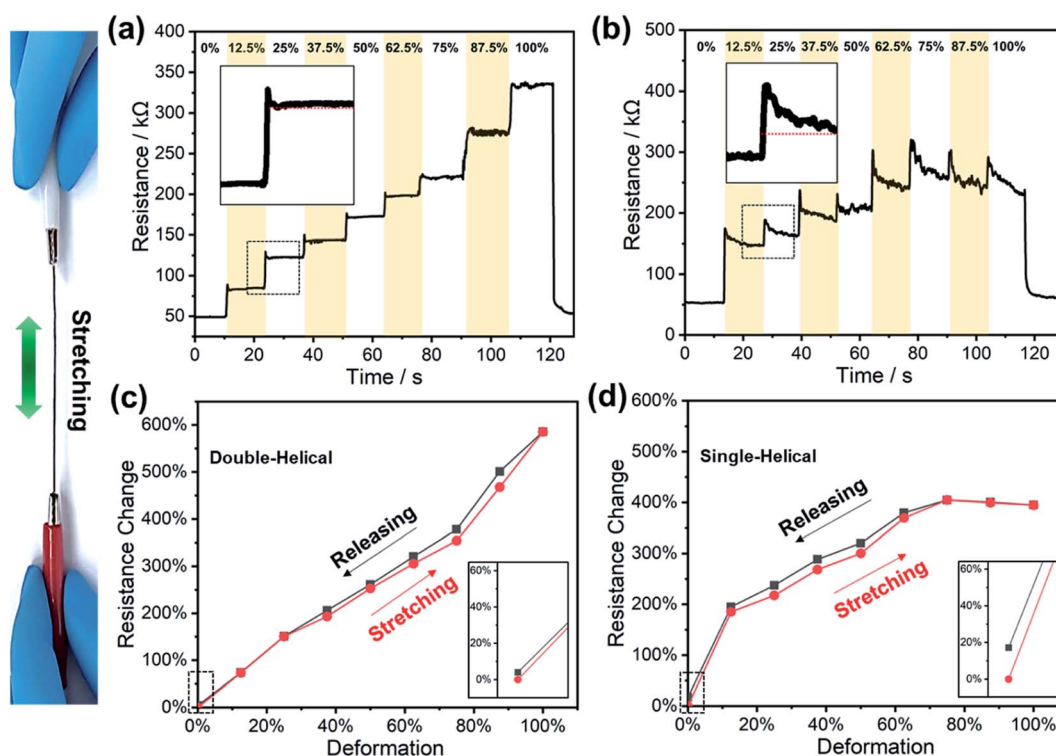 Stretching
(a)
0% 12.5% 25% 37.5% 50% 62.5% 75% 87.5% 100%
400
350
300
250
200
150
100
50
Resistance / kΩ
0 20 40 60 80 100 120
Time / s
(b)
0% 12.5% 25% 37.5% 50% 62.5% 75% 87.5% 100%
500
400
300
200
100
0
Resistance / kΩ
0 20 40 60 80 100 120
Time / s
(c)
600%
500%
400%
300%
200%
100%
0%
Resistance Change
Double-Helical
Releasing
Stretching
60%
40%
20%
0%
0% 20% 40% 60% 80% 100%
Deformation
(d)
600%
500%
400%
300%
200%
100%
0%
Resistance Change
Single-Helical
Releasing
Stretching
60%
40%
20%
0%
0% 20% 40% 60% 80% 100%
Deformation